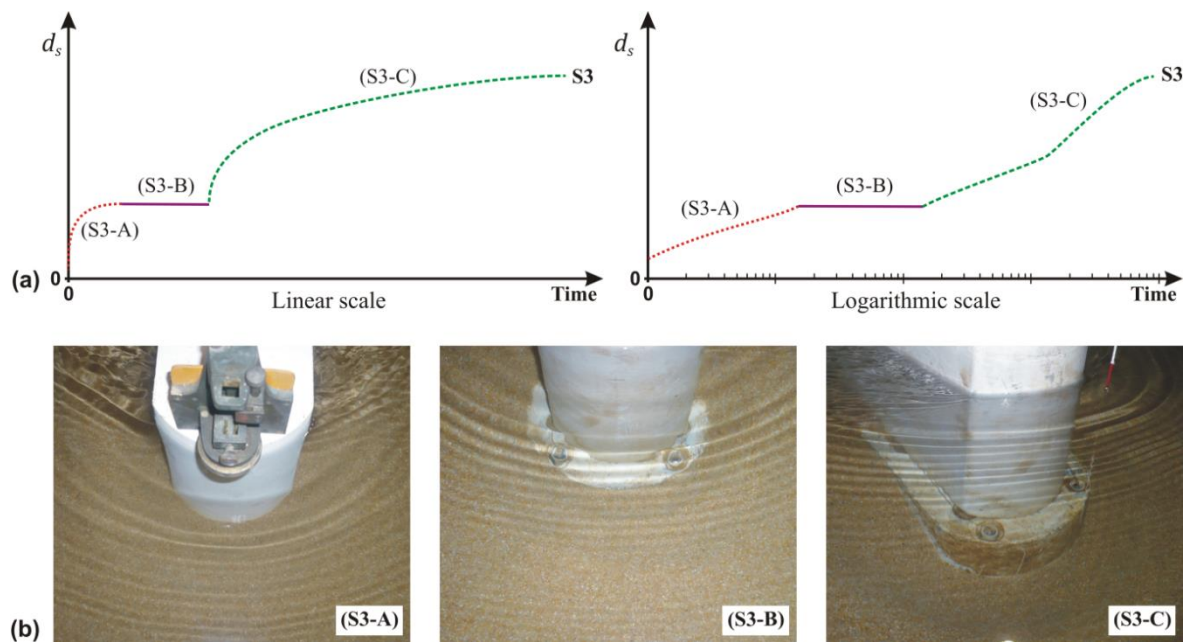 d_s
(S3-A)
(S3-B)
(S3-C)
S3
0
0
Linear scale
Time
d_s
(S3-A)
(S3-B)
(S3-C)
S3
0
Logarithmic scale
Time
(a)
(b)
(S3-A)
(S3-B)
(S3-C)